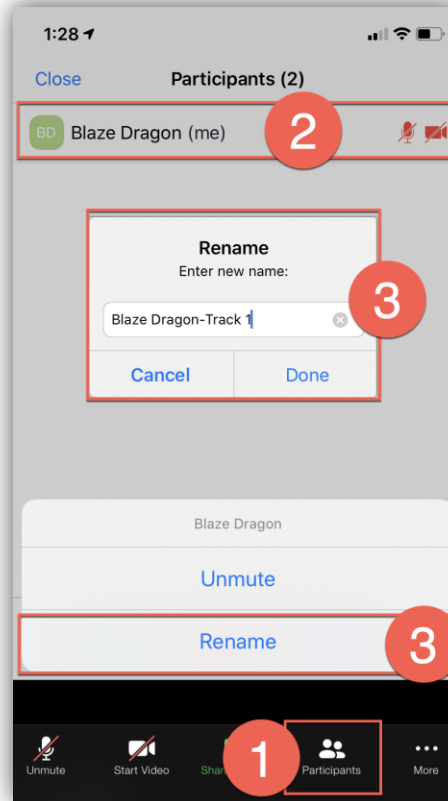 1:28
Close Participants (2)
BD Blaze Dragon (me) 2
Rename
Enter new name:
3
Blaze Dragon-Track 1
Cancel Done
Blaze Dragon
Unmute
Rename 3
1
Unmute Start Video Participants More